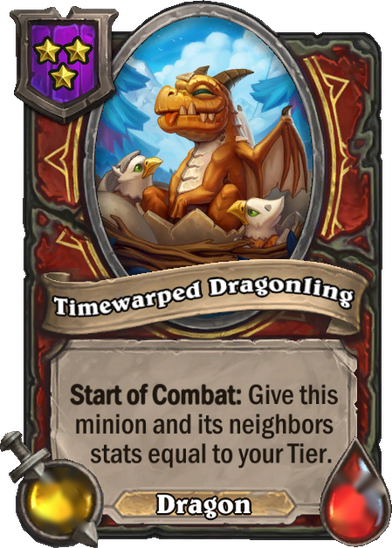 Timewarped Dragonling
Start of Combat: Give this
minion and its neighbors
stats equal to your Tier.
Dragon